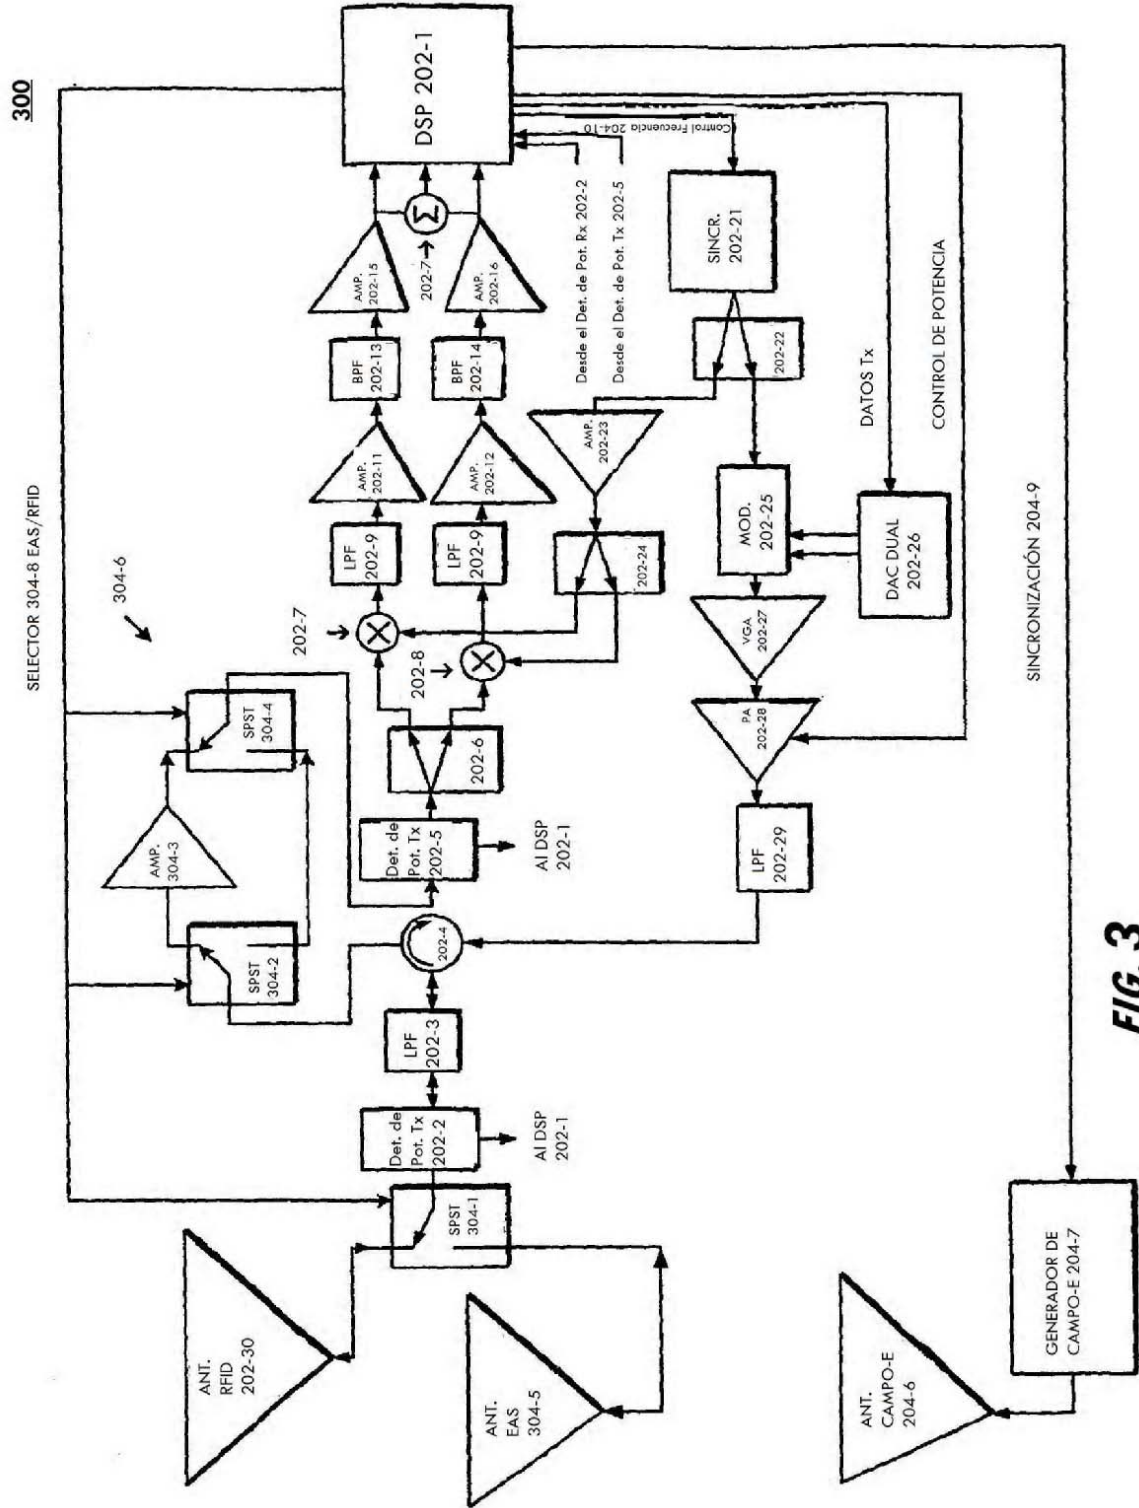 300
SELECTOR 304-8 EAS/RFID
304-6
AMP.
304-3
SPST
304-2
SPST
304-4
DSP 202-1
ANT.
RFID
202-30
SPST
304-1
Det. de
Pot. Tx
202-2
Al DSP
202-1
LPF
202-3
202-4
Det. de
Pot. Tx
202-5
Al DSP
202-1
202-6
202-7
202-8
LPF
202-9
LPF
202-9
AMP.
202-11
AMP.
202-12
BPF
202-13
BPF
202-14
AMP.
202-15
AMP.
202-16
202-7
Σ
ANT.
EAS
304-5
202-24
AMP.
202-23
Desde el Det. de Pot. Rx 202-2
Desde el Det. de Pot. Tx 202-5
Control Frecuencia 204-10
SINCR.
202-21
202-22
MOD.
202-25
VGA
202-27
PA
202-28
LPF
202-29
DAC DUAL
202-26
DATOS Tx
CONTROL DE POTENCIA
SINCRONIZACIÓN 204-9
ANT.
CAMPO-E
204-6
GENERADOR DE
CAMPO-E 204-7
FIG. 3